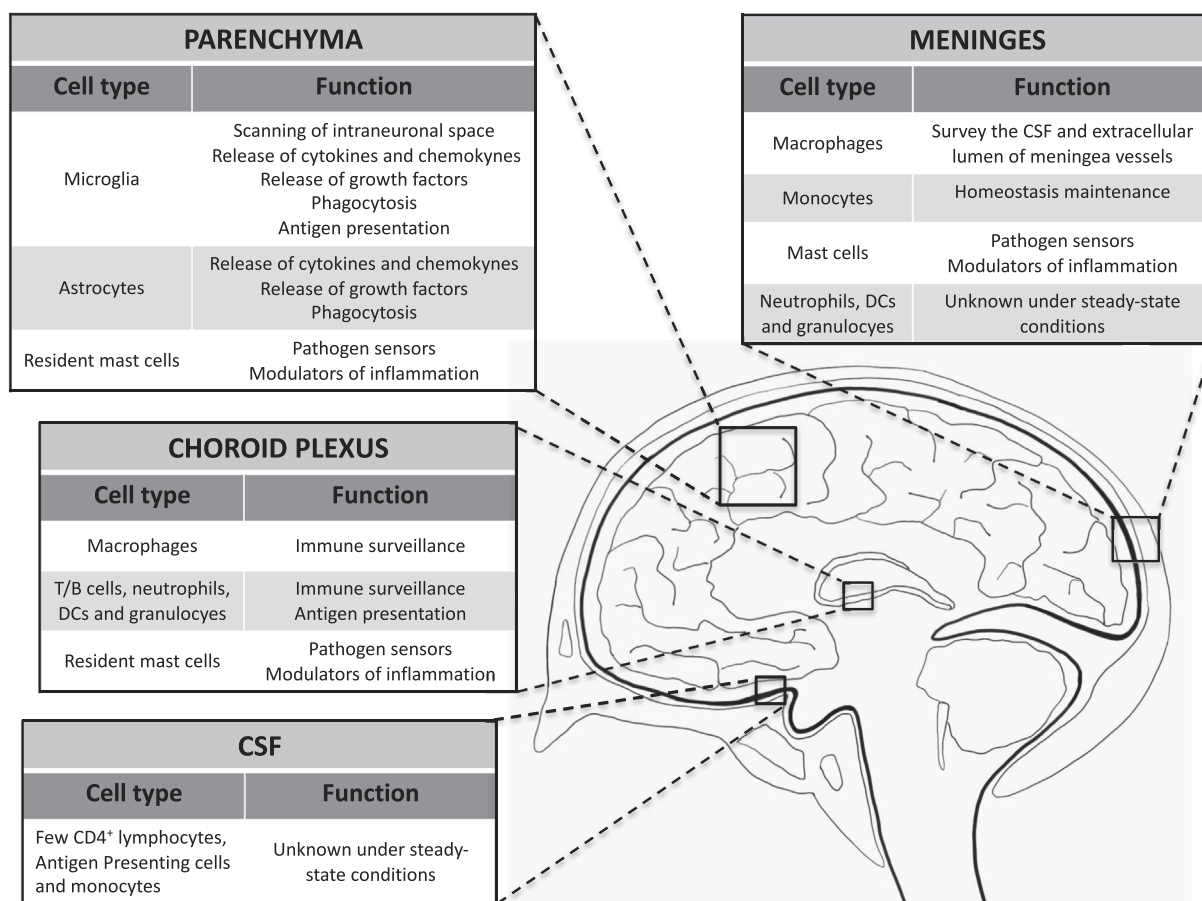 PARENCHYMA
Cell type
Function
Microglia
Scanning of intraneuronal space
Release of cytokines and chemokynes
Release of growth factors
Phagocytosis
Antigen presentation
Astrocytes
Release of cytokines and chemokynes
Release of growth factors
Phagocytosis
Resident mast cells
Pathogen sensors
Modulators of inflammation
MENINGES
Cell type
Function
Macrophages
Survey the CSF and extracellular
lumen of meningea vessels
Monocytes
Homeostasis maintenance
Mast cells
Pathogen sensors
Modulators of inflammation
Neutrophils, DCs
and granulocyes
Unknown under steady-state
conditions
CHOROID PLEXUS
Cell type
Function
Macrophages
Immune surveillance
T/B cells, neutrophils,
DCs and granulocyes
Immune surveillance
Antigen presentation
Resident mast cells
Pathogen sensors
Modulators of inflammation
CSF
Cell type
Function
Few CD4⁺ lymphocytes,
Antigen Presenting cells
and monocytes
Unknown under steady-
state conditions